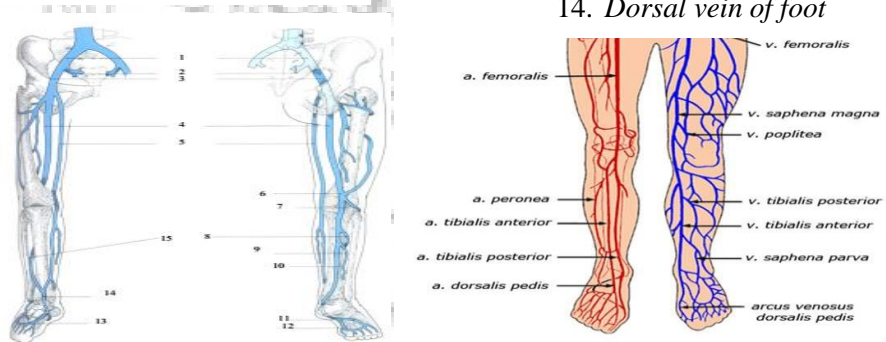 14. Dorsal vein of foot
1
2
3
4
5
6
7
8
9
10
11
12
13
14
15
a. femoralis
a. peronea
a. tibialis anterior
a. tibialis posterior
a. dorsalis pedis
v. femoralis
v. saphena magna
v. poplitea
v. tibialis posterior
v. tibialis anterior
v. saphena parva
arcus venosus
dorsalis pedis